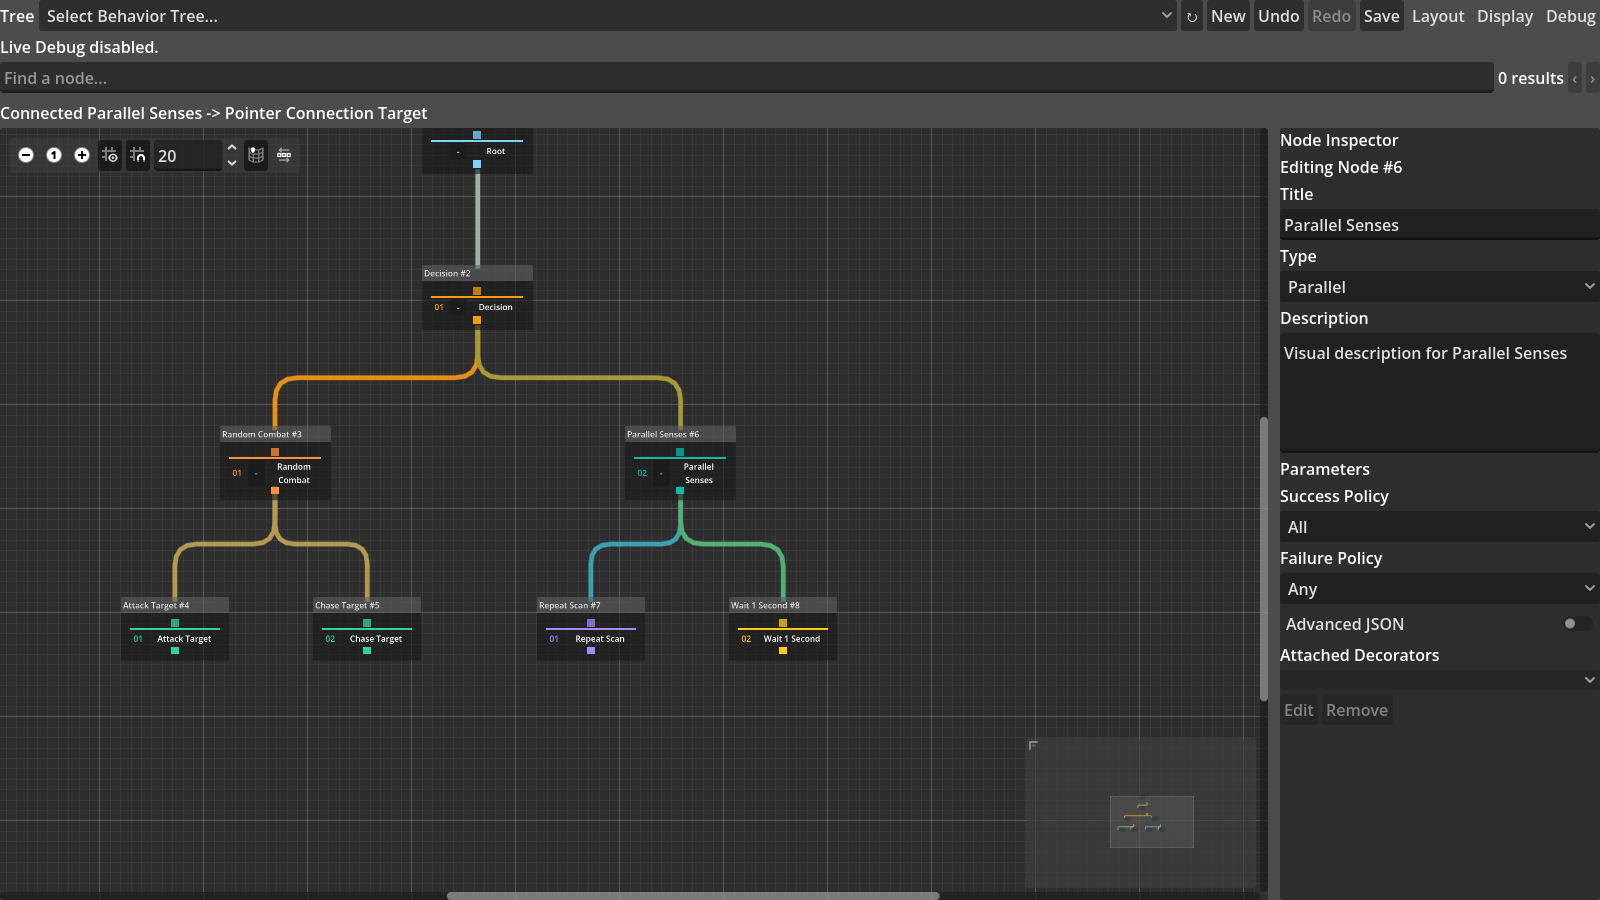 Tree Select Behavior Tree... New Undo Redo Save Layout Display Debug
Live Debug disabled.
Find a node... 0 results
Connected Parallel Senses -> Pointer Connection Target
1 20
- Root
Decision #2
01 - Decision
Random Combat #3
01 - Random
Combat
Parallel Senses #6
02 - Parallel
Senses
Attack Target #4
01 Attack Target
Chase Target #5
02 Chase Target
Repeat Scan #7
01 Repeat Scan
Wait 1 Second #8
02 Wait 1 Second
Node Inspector
Editing Node #6
Title
Parallel Senses
Type
Parallel
Description
Visual description for Parallel Senses
Parameters
Success Policy
All
Failure Policy
Any
Advanced JSON
Attached Decorators
Edit Remove